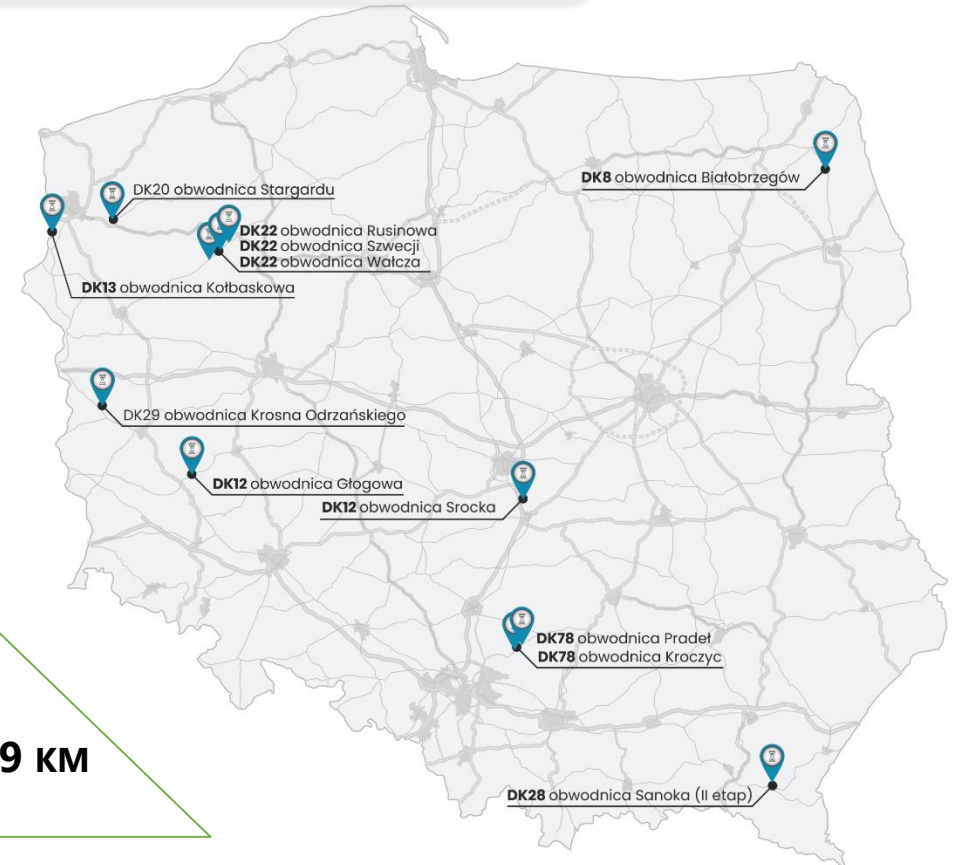 DK8 obwodnica Białobrzegów
DK20 obwodnica Stargardu
DK22 obwodnica Rusinowa
DK22 obwodnica Szwecji
DK22 obwodnica Wałcza
DK13 obwodnica Kołbaskowa
DK29 obwodnica Krosna Odrzańskiego
DK12 obwodnica Głogowa
DK12 obwodnica Srocka
DK78 obwodnica Pradeł
DK78 obwodnica Kroczyc
9 км
DK28 obwodnica Sanoka (II etap)